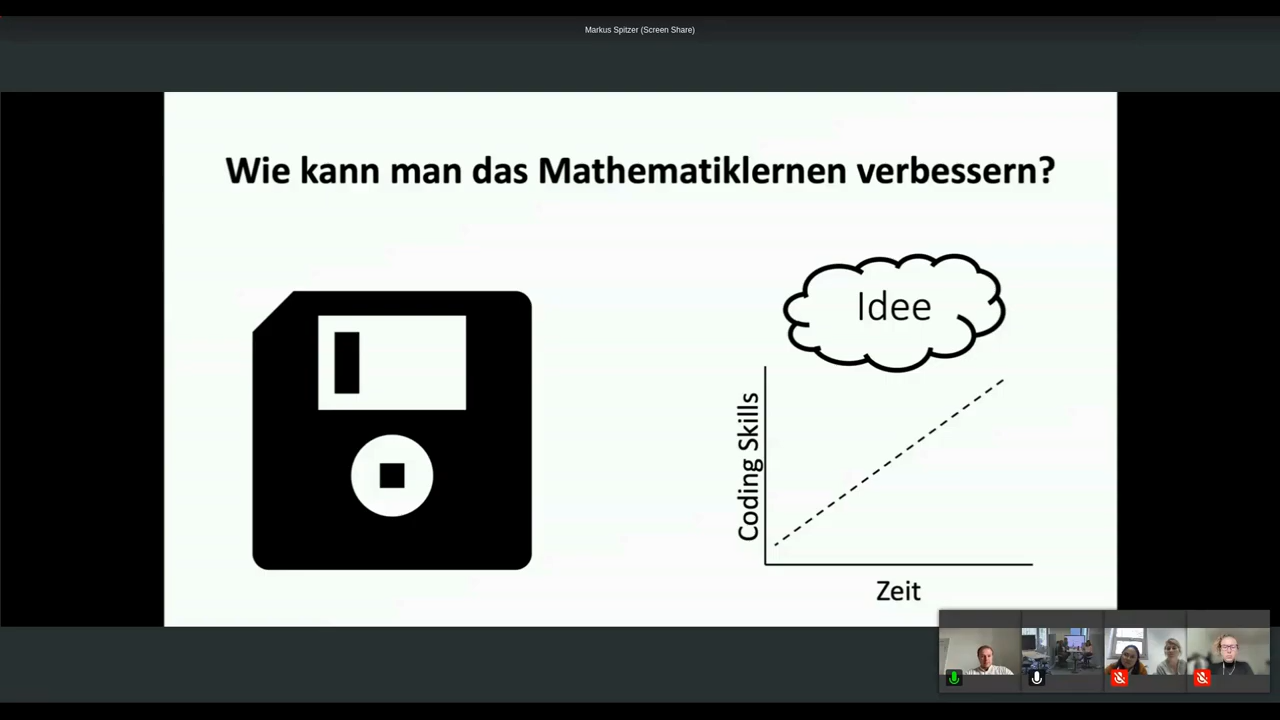 Markus Spitzer (Screen Share)
Wie kann man das Mathematiklernen verbessern?
Idee
Coding Skills
Zeit